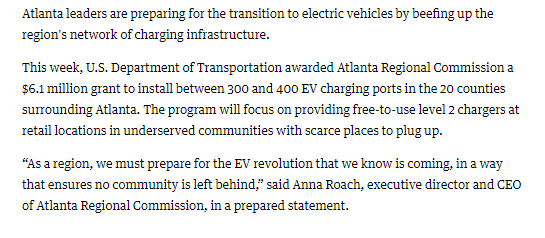 Atlanta leaders are preparing for the transition to electric vehicles by beefing up the
region's network of charging infrastructure.
This week, U.S. Department of Transportation awarded Atlanta Regional Commission a
$6.1 million grant to install between 300 and 400 EV charging ports in the 20 counties
surrounding Atlanta. The program will focus on providing free-to-use level 2 chargers at
retail locations in underserved communities with scarce places to plug up.
“As a region, we must prepare for the EV revolution that we know is coming, in a way
that ensures no community is left behind,” said Anna Roach, executive director and CEO
of Atlanta Regional Commission, in a prepared statement.